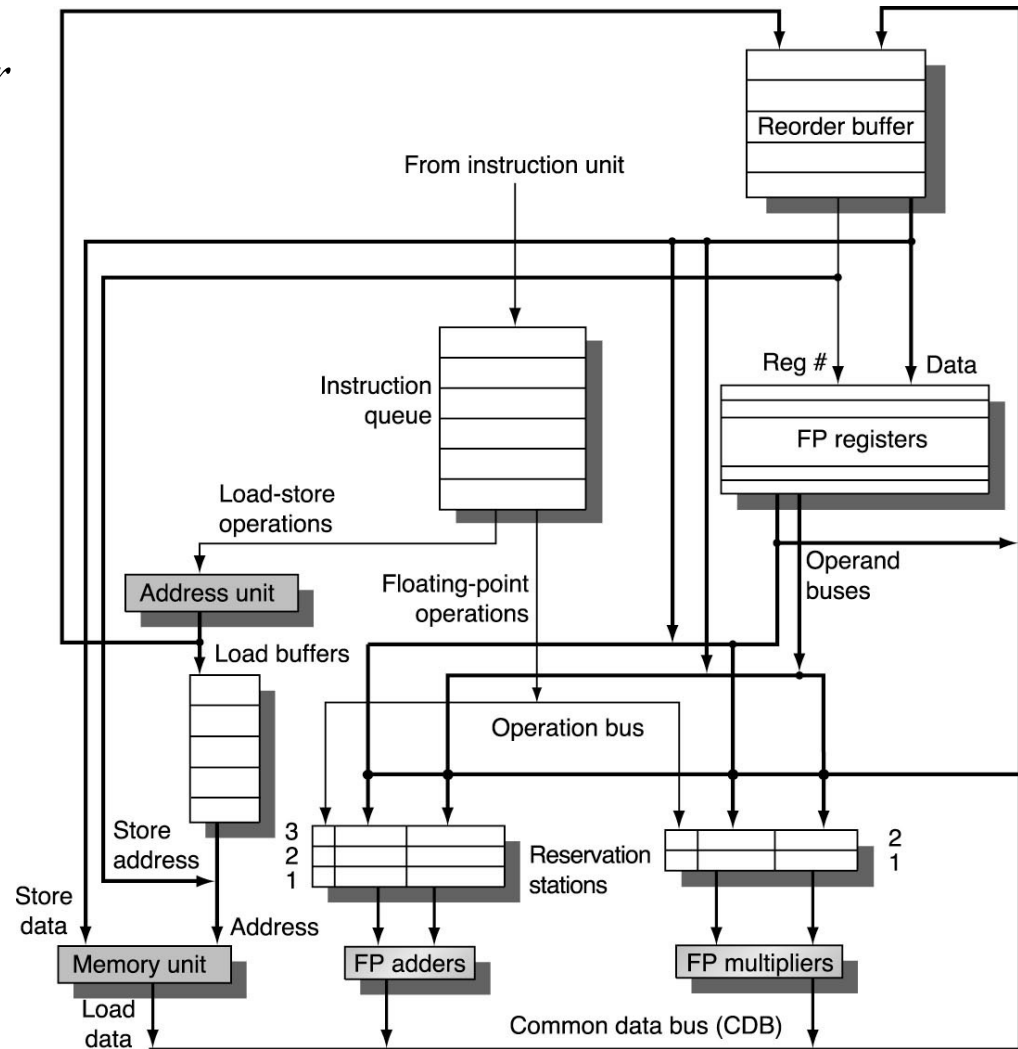 Reorder buffer
From instruction unit
Reg #
Data
Instruction
queue
FP registers
Load-store
operations
Operand
buses
Address unit
Floating-point
operations
Load buffers
Operation bus
Store
address
3
2
1
Reservation
stations
2
1
Store
data
Address
Memory unit
FP adders
FP multipliers
Load
data
Common data bus (CDB)